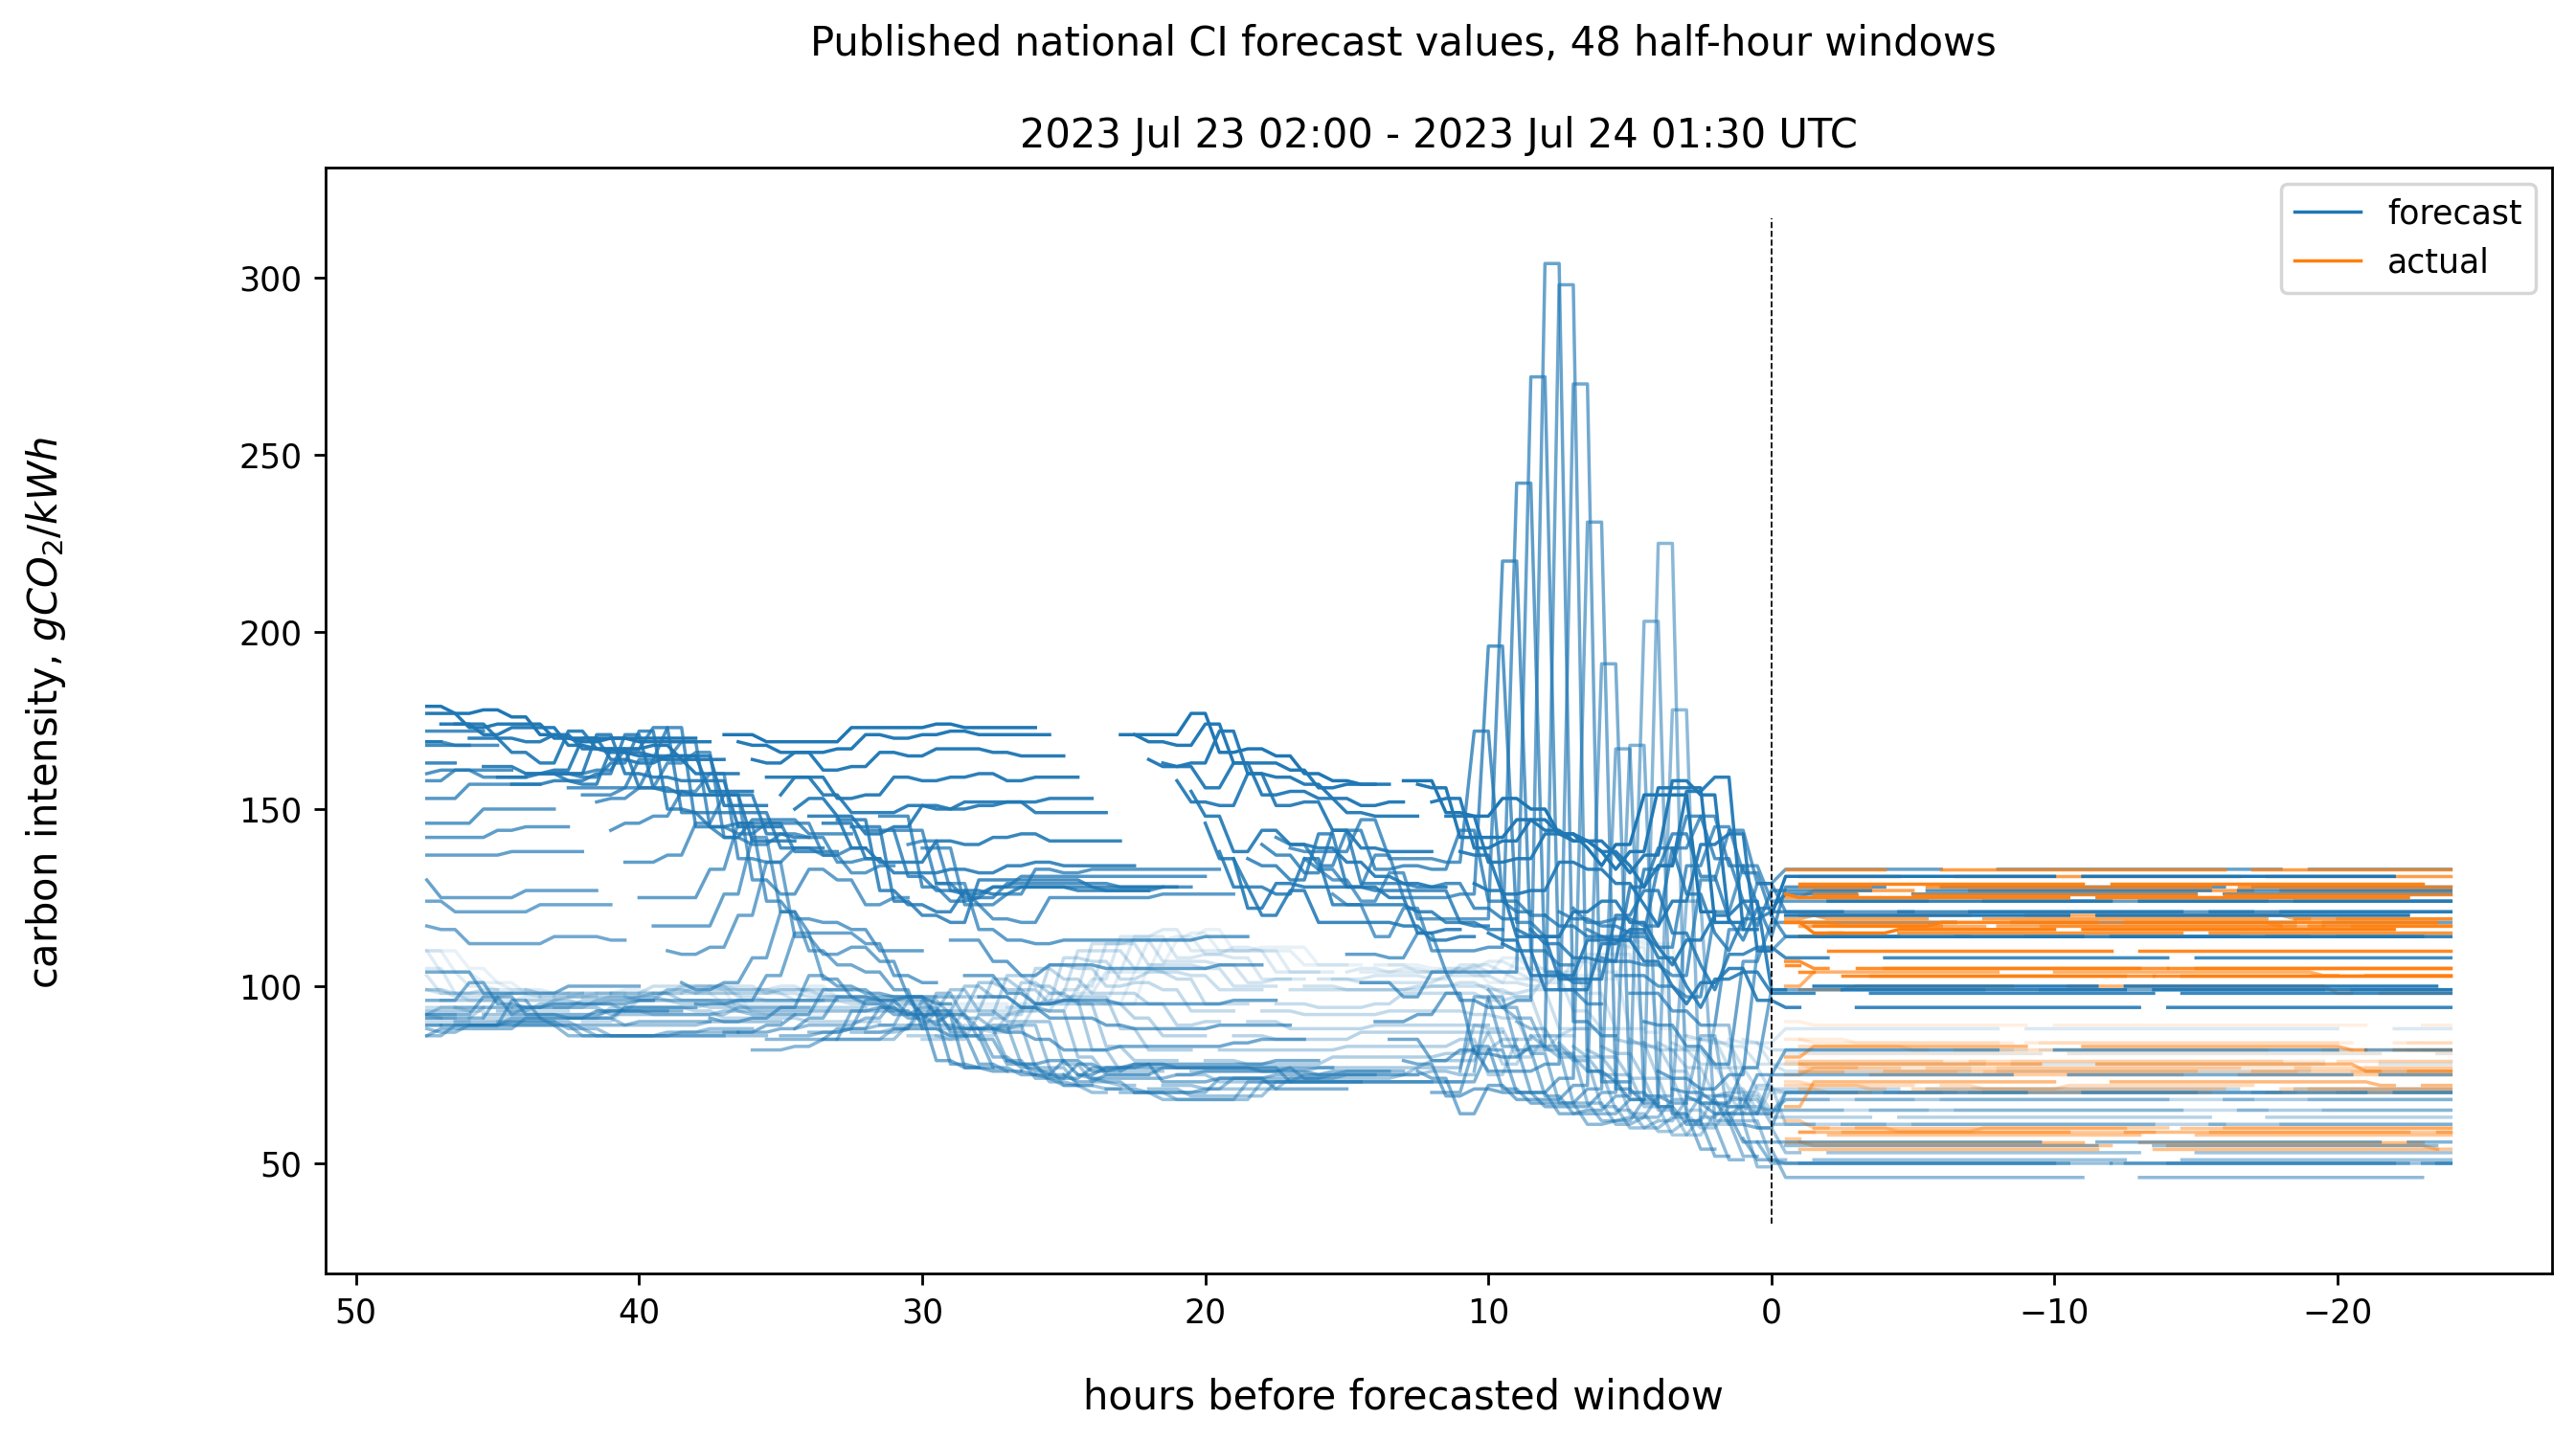 Published national CI forecast values, 48 half-hour windows
2023 Jul 23 02:00 - 2023 Jul 24 01:30 UTC
forecast
actual
carbon intensity, gCO₂/kWh
300
250
200
150
100
50
50
40
30
20
10
0
−10
−20
hours before forecasted window